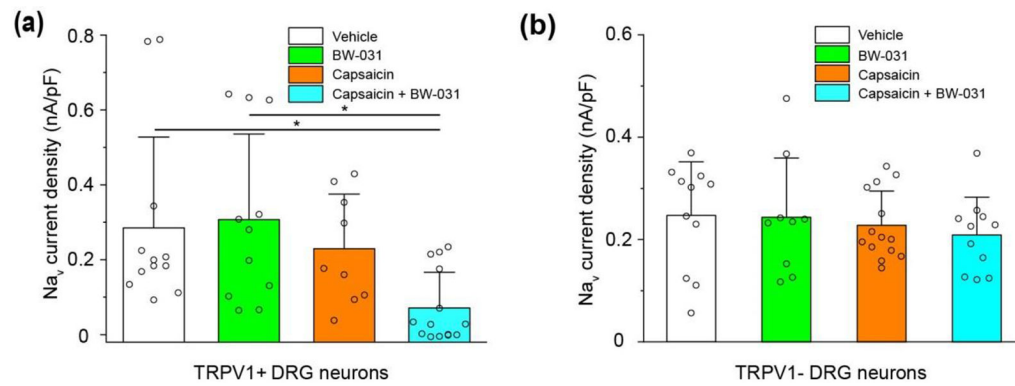 (a)
Na_v current density (nA/pF)
0.8
0.6
0.4
0.2
0
Vehicle
BW-031
Capsaicin
Capsaicin + BW-031
*
*
TRPV1+ DRG neurons
(b)
Na_v current density (nA/pF)
0.6
0.4
0.2
0
Vehicle
BW-031
Capsaicin
Capsaicin + BW-031
TRPV1- DRG neurons